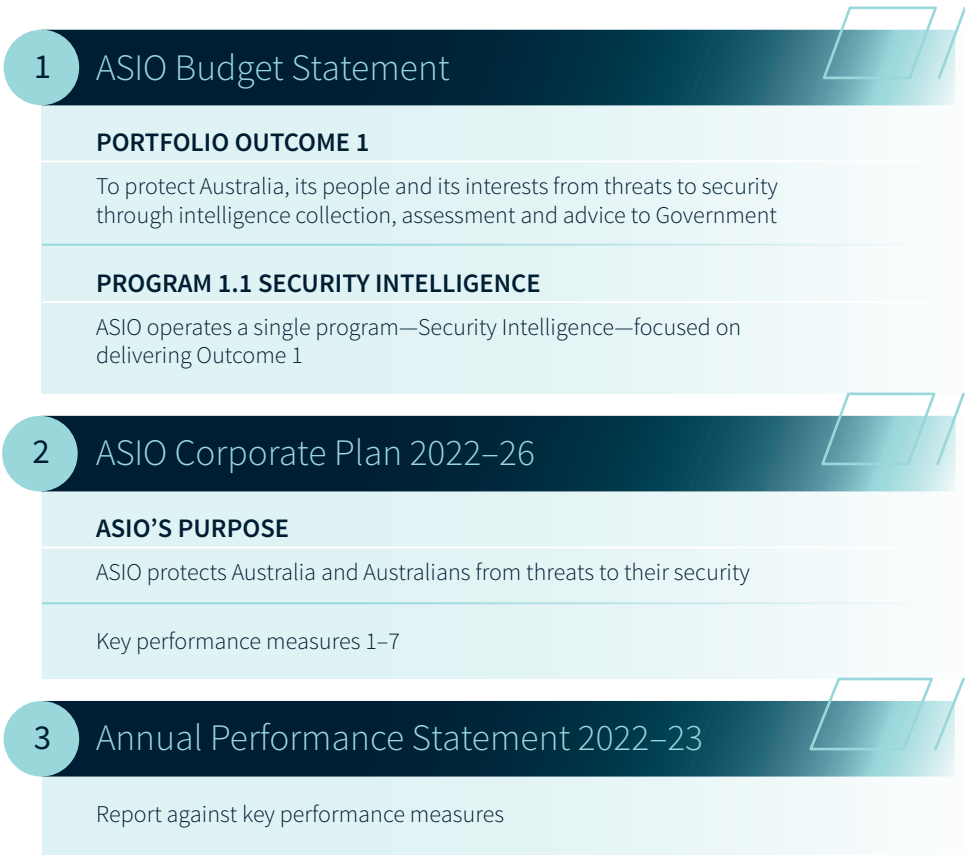 1
ASIO Budget Statement
PORTFOLIO OUTCOME 1
To protect Australia, its people and its interests from threats to security
through intelligence collection, assessment and advice to Government
PROGRAM 1.1 SECURITY INTELLIGENCE
ASIO operates a single program—Security Intelligence—focused on
delivering Outcome 1
2
ASIO Corporate Plan 2022–26
ASIO’S PURPOSE
ASIO protects Australia and Australians from threats to their security
Key performance measures 1–7
3
Annual Performance Statement 2022–23
Report against key performance measures